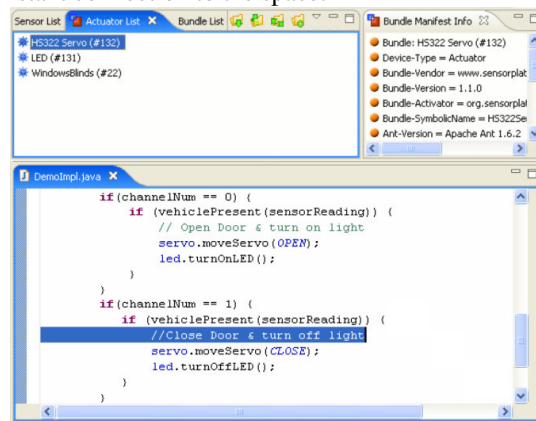 Sensor List Actuator List Bundle List
HS322 Servo (#132)
LED (#131)
WindowsBlinds (#22)
Bundle Manifest Info
Bundle: HS322 Servo (#132)
Device-Type = Actuator
Bundle-Vendor = www.sensorplat
Bundle-Version = 1.1.0
Bundle-Activator = org.sensorplat
Bundle-SymbolicName = HS322Se
Ant-Version = Apache Ant 1.6.2
DemoImpl.java
if(channelNum == 0) {
if (vehiclePresent(sensorReading)) {
// Open Door & turn on light
servo.moveServo(OPEN);
led.turnOnLED();
}
}
if(channelNum == 1) {
if (vehiclePresent(sensorReading)) {
//Close Door & turn off light
servo.moveServo(CLOSE);
led.turnOffLED();
}
}